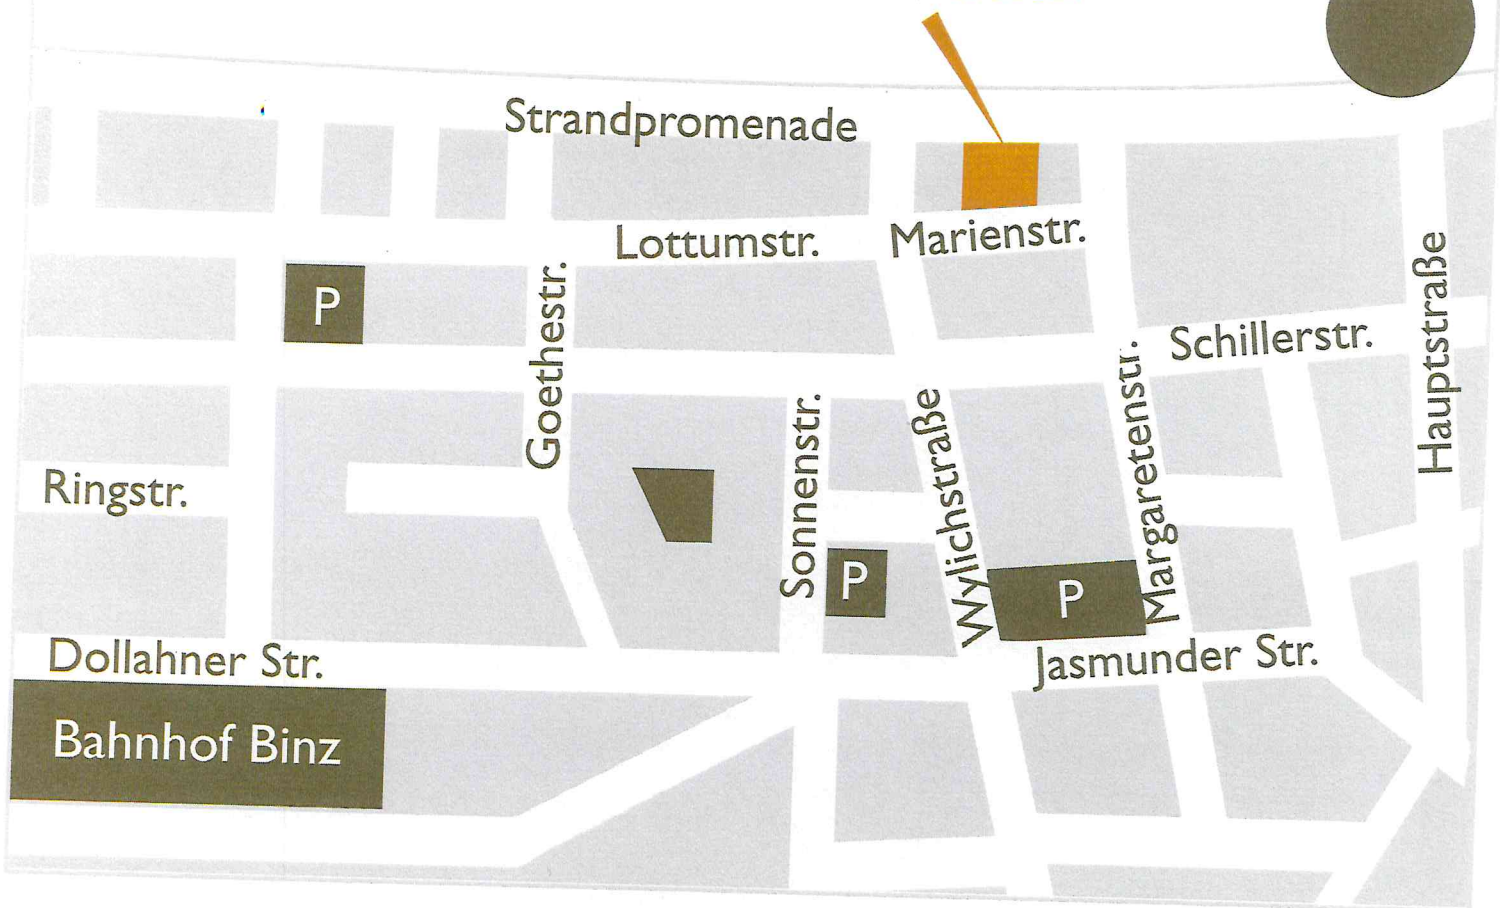 Strandpromenade
Lottumstr.
Marienstr.
P
Goethestr.
Schillerstr.
Hauptstraße
Ringstr.
Sonnenstr.
Wylichstraße
Margaretenstr.
P
P
Dollahner Str.
Jasmunder Str.
Bahnhof Binz